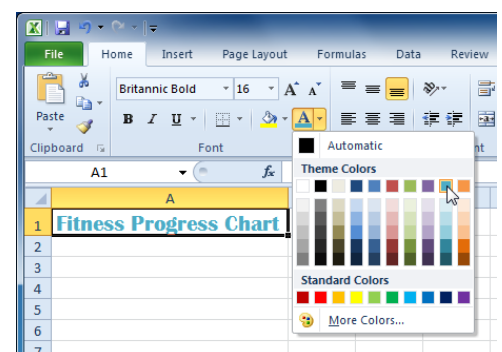 File Home Insert Page Layout Formulas Data Review
Britannic Bold 16 A A
Paste B I U A
Clipboard Font
Automatic
A1 fx
Theme Colors
A
1 Fitness Progress Chart
2
3
Standard Colors
4
5
More Colors...
6
7